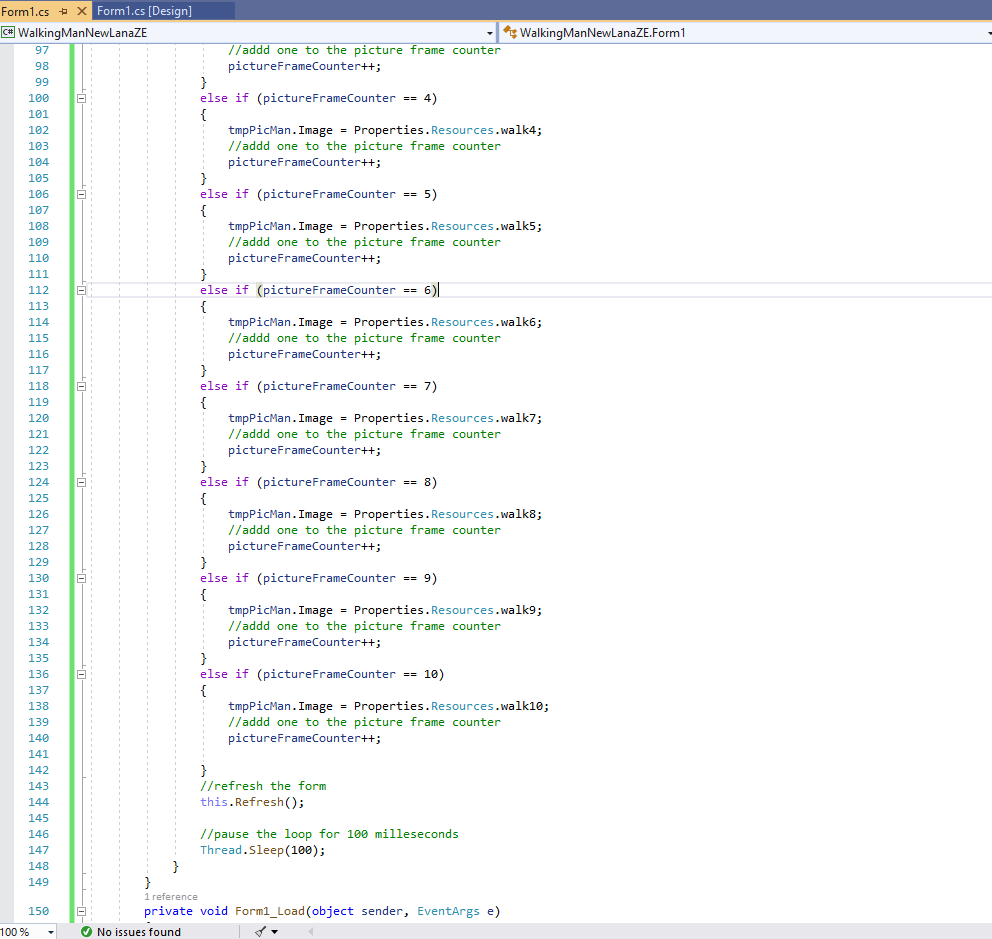 Form1.cs Form1.cs [Design]
C# WalkingManNewLanaZE WalkingManNewLanaZE.Form1
97 //addd one to the picture frame counter
98 pictureFrameCounter++;
99 }
100 else if (pictureFrameCounter == 4)
101 {
102 tmpPicMan.Image = Properties.Resources.walk4;
103 //addd one to the picture frame counter
104 pictureFrameCounter++;
105 }
106 else if (pictureFrameCounter == 5)
107 {
108 tmpPicMan.Image = Properties.Resources.walk5;
109 //addd one to the picture frame counter
110 pictureFrameCounter++;
111 }
112 else if (pictureFrameCounter == 6)
113 {
114 tmpPicMan.Image = Properties.Resources.walk6;
115 //addd one to the picture frame counter
116 pictureFrameCounter++;
117 }
118 else if (pictureFrameCounter == 7)
119 {
120 tmpPicMan.Image = Properties.Resources.walk7;
121 //addd one to the picture frame counter
122 pictureFrameCounter++;
123 }
124 else if (pictureFrameCounter == 8)
125 {
126 tmpPicMan.Image = Properties.Resources.walk8;
127 //addd one to the picture frame counter
128 pictureFrameCounter++;
129 }
130 else if (pictureFrameCounter == 9)
131 {
132 tmpPicMan.Image = Properties.Resources.walk9;
133 //addd one to the picture frame counter
134 pictureFrameCounter++;
135 }
136 else if (pictureFrameCounter == 10)
137 {
138 tmpPicMan.Image = Properties.Resources.walk10;
139 //addd one to the picture frame counter
140 pictureFrameCounter++;
141
142 }
143 //refresh the form
144 this.Refresh();
145
146 //pause the loop for 100 milleseconds
147 Thread.Sleep(100);
148 }
149 }
1 reference
150 private void Form1_Load(object sender, EventArgs e)
100 % No issues found